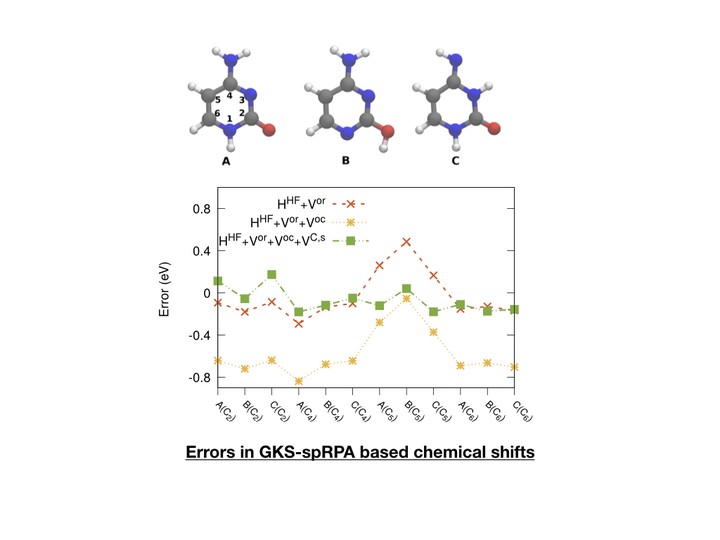 4
5 3
6 2
1
A B C
H^HF+V^or
H^HF+V^or+V^oc
H^HF+V^or+V^oc+V^C,s
0.8
0.4
0
-0.4
-0.8
Error (eV)
A(C₂) B(C₂) C(C₂) A(C₄) B(C₄) C(C₄) A(C₅) B(C₅) C(C₅) A(C₆) B(C₆) C(C₆)
Errors in GKS-spRPA based chemical shifts